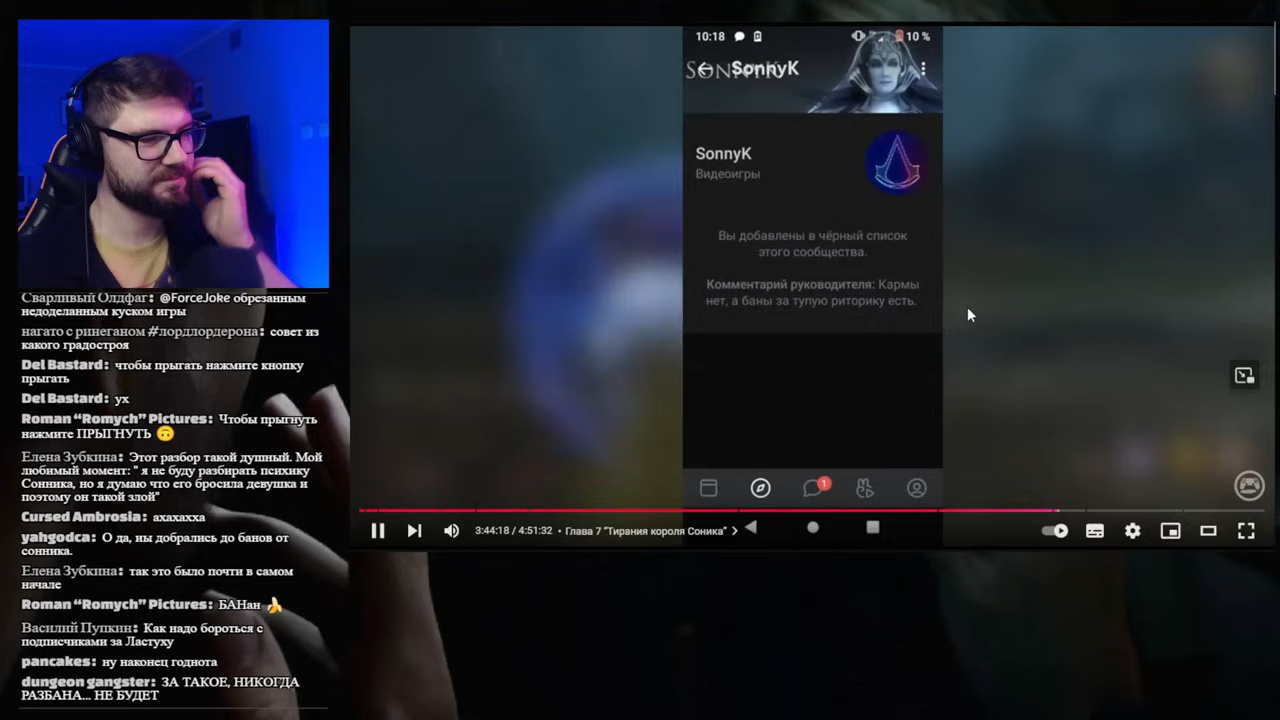 Сварливый Олдфаг: @ForceJoke обрезанным
недоделанным куском игры
нагато с ринеганом #лордлордерона: совет из
какого градостроя
Del Bastard: чтобы прыгать нажмите кнопку
прыгать
Del Bastard: ух
Roman “Romych” Pictures: Чтобы прыгнуть
нажмите ПРЫГНУТЬ 🙃
Елена Зубкина: Этот разбор такой душный. Мой
любимый момент: " я не буду разбирать психику
Сонника, но я думаю что его бросила девушка и
поэтому он такой злой"
Cursed Ambrosia: ахахахха
yahgodca: О да, ны добрались до банов от
сонника.
Елена Зубкина: так это было почти в самом
начале
Roman “Romych” Pictures: БАНан 🍌
Василий Пупкин: Как надо бороться с
подписчиками за Ластуху
pancakes: ну наконец годнота
dungeon gangster: ЗА ТАКОЕ, НИКОГДА
РАЗБАНА... НЕ БУДЕТ
10:18 10 %
SonnyK
SonnyK
Видеоигры
Вы добавлены в чёрный список
этого сообщества.
Комментарий руководителя: Кармы
нет, а баны за тупую риторику есть.
1
3:44:18 / 4:51:32 • Глава 7 “Тирания короля Соника”